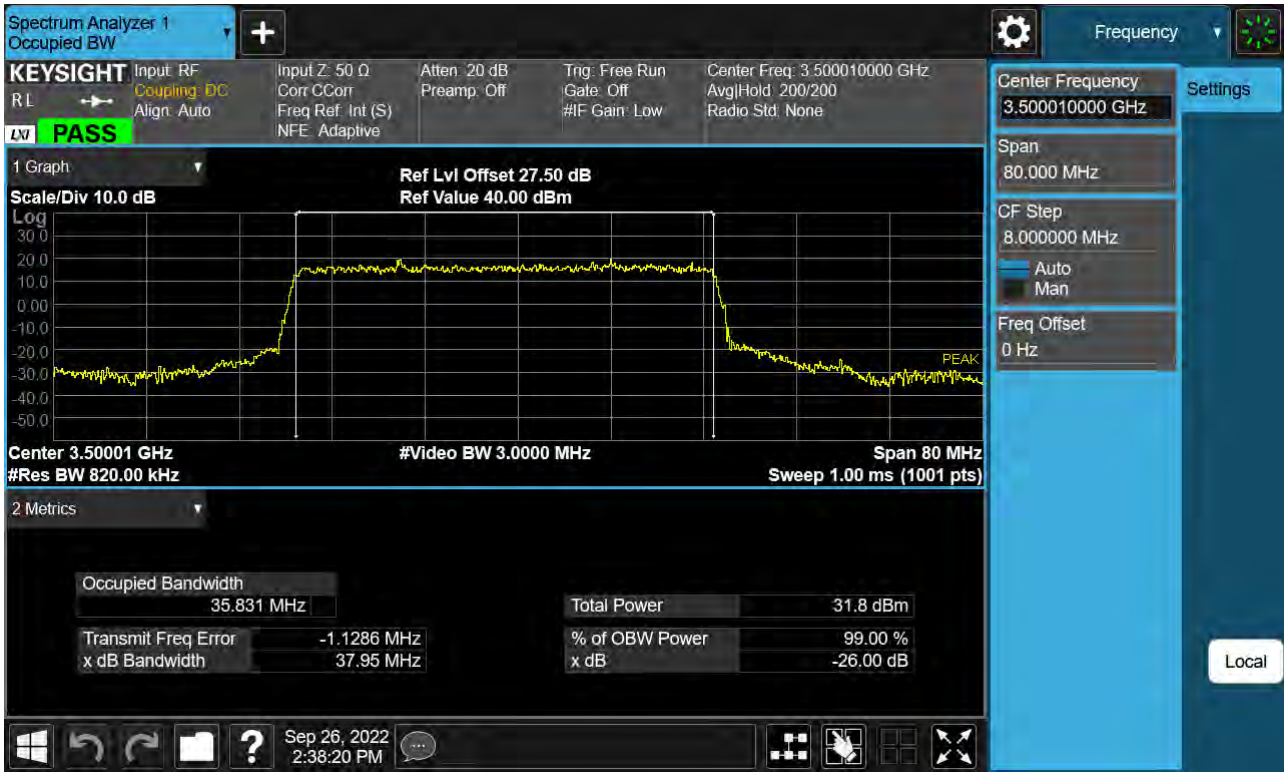 Spectrum Analyzer 1
Occupied BW
Frequency
KEYSIGHT
RL
LXI
PASS
Input: RF
Coupling: DC
Align: Auto
Input Z: 50 Ω
Corr CCorr
Freq Ref: Int (S)
NFE: Adaptive
Atten: 20 dB
Preamp: Off
Trig: Free Run
Gate: Off
#IF Gain: Low
Center Freq: 3.500010000 GHz
Avg|Hold: 200/200
Radio Std: None
Center Frequency
3.500010000 GHz
Settings
Span
80.000 MHz
CF Step
8.000000 MHz
Auto
Man
Freq Offset
0 Hz
Local
1 Graph
Ref Lvl Offset 27.50 dB
Scale/Div 10.0 dB
Ref Value 40.00 dBm
Log
30.0
20.0
10.0
0.00
-10.0
-20.0
-30.0
-40.0
-50.0
PEAK
Center 3.50001 GHz
#Video BW 3.0000 MHz
Span 80 MHz
#Res BW 820.00 kHz
Sweep 1.00 ms (1001 pts)
2 Metrics
Occupied Bandwidth
35.831 MHz
Total Power 31.8 dBm
Transmit Freq Error -1.1286 MHz
% of OBW Power 99.00 %
x dB Bandwidth 37.95 MHz
x dB -26.00 dB
Sep 26, 2022
2:38:20 PM